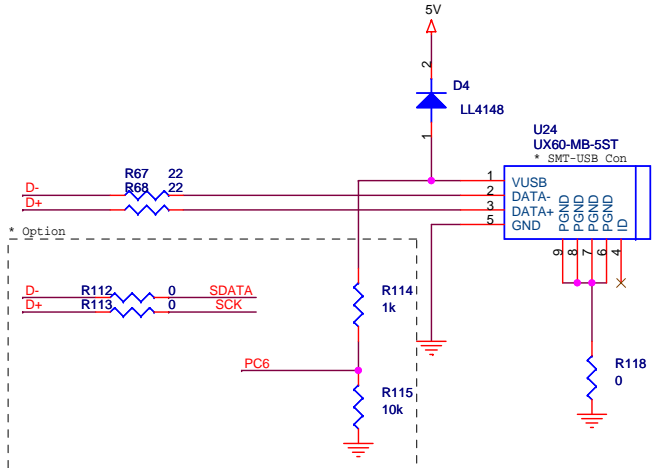 5V
2
D4
LL4148
1
U24
UX60-MB-5ST
* SMT-USB Con
R67 22
R68 22
D-
D+
1 VUSB
2 DATA-
3 DATA+
5 GND
PGND
PGND
PGND
PGND
ID
9
8
7
6
4
* Option
D- R112 0 SDATA
D+ R113 0 SCK
R114
1k
PC6
R115
10k
R118
0